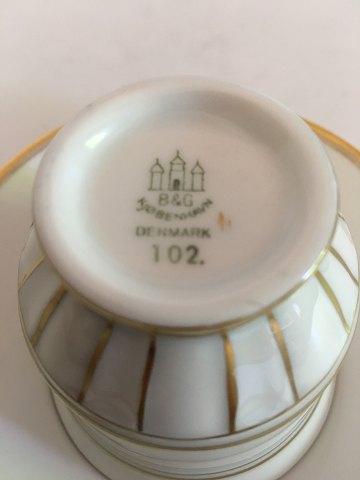 B&G
KJØBENHAVN
DENMARK
102.